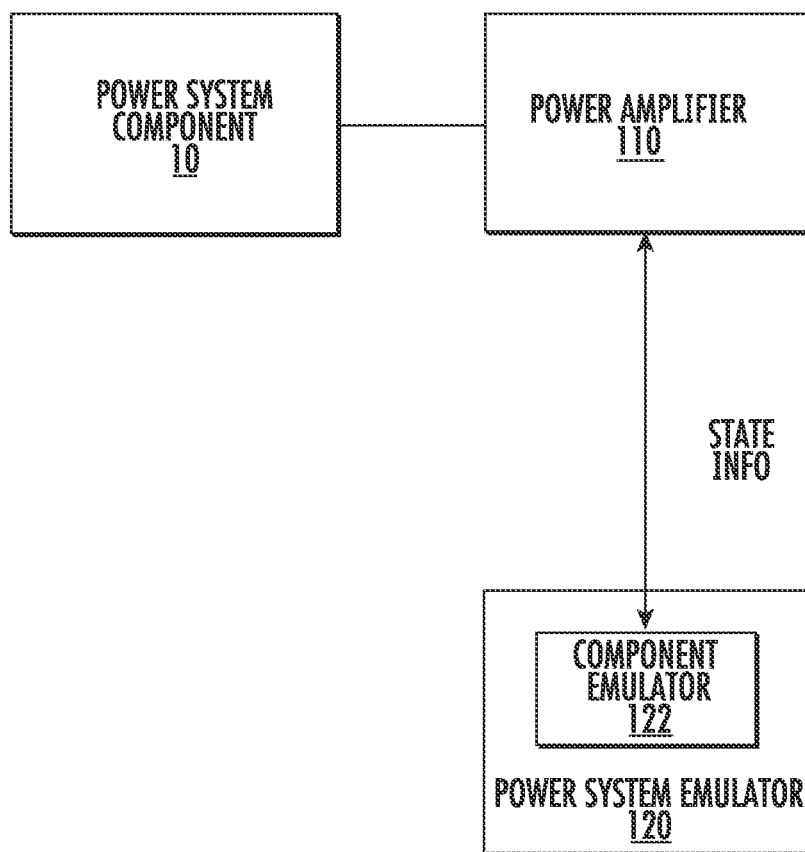 POWER SYSTEM
COMPONENT
10
POWER AMPLIFIER
110
STATE
INFO
COMPONENT
EMULATOR
122
POWER SYSTEM EMULATOR
120